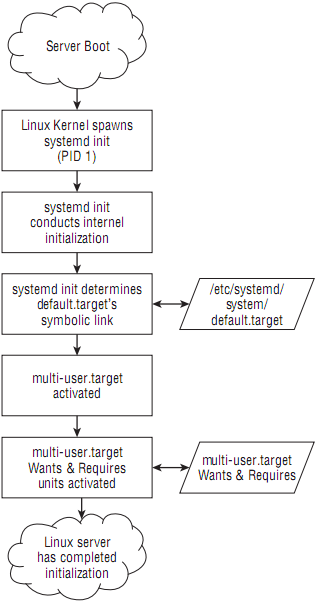 Server Boot
Linux Kernel spawns
systemd init
(PID 1)
systemd init
conducts internel
initialization
systemd init determines
default.target's
symbolic link
/etc/systemd/
system/
default.target
multi-user.target
activated
multi-user.target
Wants & Requires
units activated
multi-user.target
Wants & Requires
Linux server
has completed
initialization